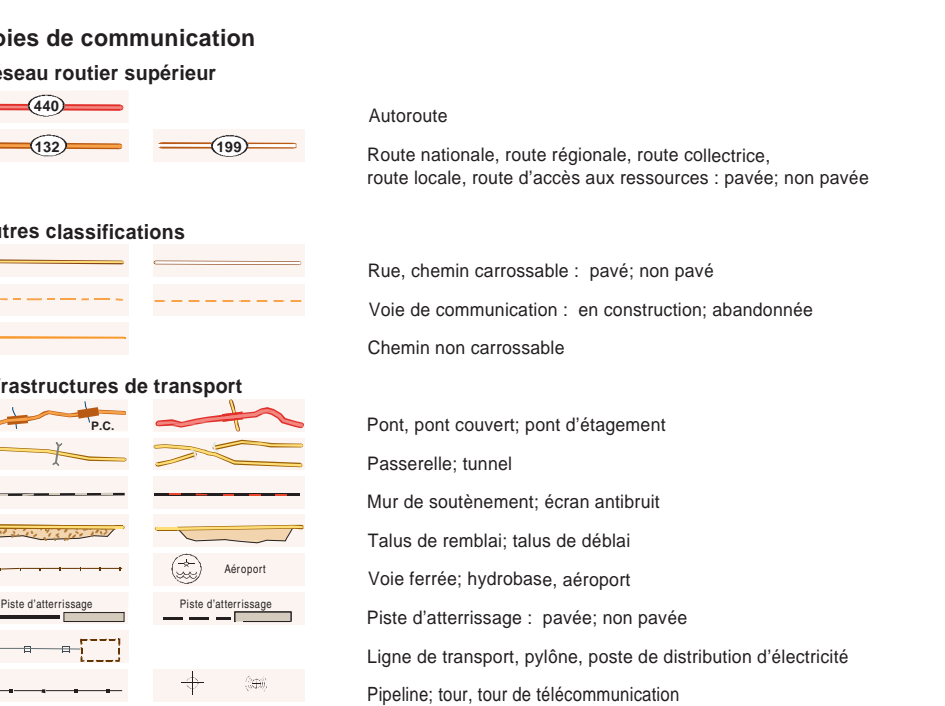 oies de communication
éseau routier supérieur
440
Autoroute
132
199
Route nationale, route régionale, route collectrice,
route locale, route d'accès aux ressources : pavée; non pavée
utres classifications
Rue, chemin carrossable : pavé; non pavé
Voie de communication : en construction; abandonnée
Chemin non carrossable
frastructures de transport
P.C.
Pont, pont couvert; pont d'étagement
Passerelle; tunnel
Mur de soutènement; écran antibruit
Talus de remblai; talus de déblai
Aéroport
Voie ferrée; hydrobase, aéroport
Piste d'atterrissage
Piste d'atterrissage
Piste d'atterrissage : pavée; non pavée
Ligne de transport, pylône, poste de distribution d'électricité
Pipeline; tour, tour de télécommunication